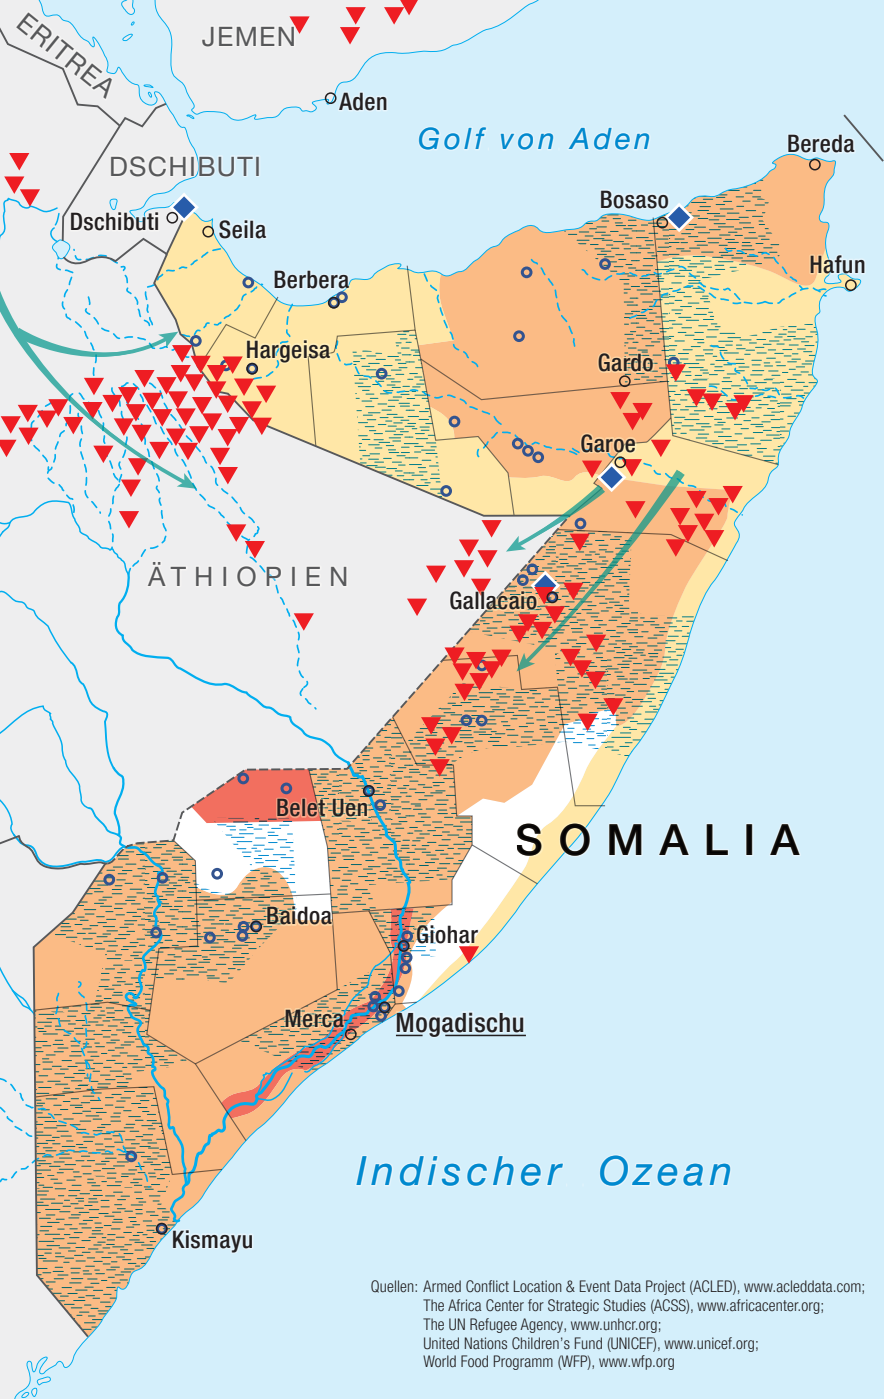 ERITREA
JEMEN
Aden
Golf von Aden
Bereda
DSCHIBUTI
Dschibuti
Seila
Bosaso
Hafun
Berbera
Hargeisa
Gardo
Garoe
ÄTHIOPIEN
Gallacaio
Belet Uen
SOMALIA
Baidoa
Giohar
Merca
Mogadischu
Indischer Ozean
Kismayu
Quellen: Armed Conflict Location & Event Data Project (ACLED), www.acleddata.com;
The Africa Center for Strategic Studies (ACSS), www.africacenter.org;
The UN Refugee Agency, www.unhcr.org;
United Nations Children’s Fund (UNICEF), www.unicef.org;
World Food Programm (WFP), www.wfp.org